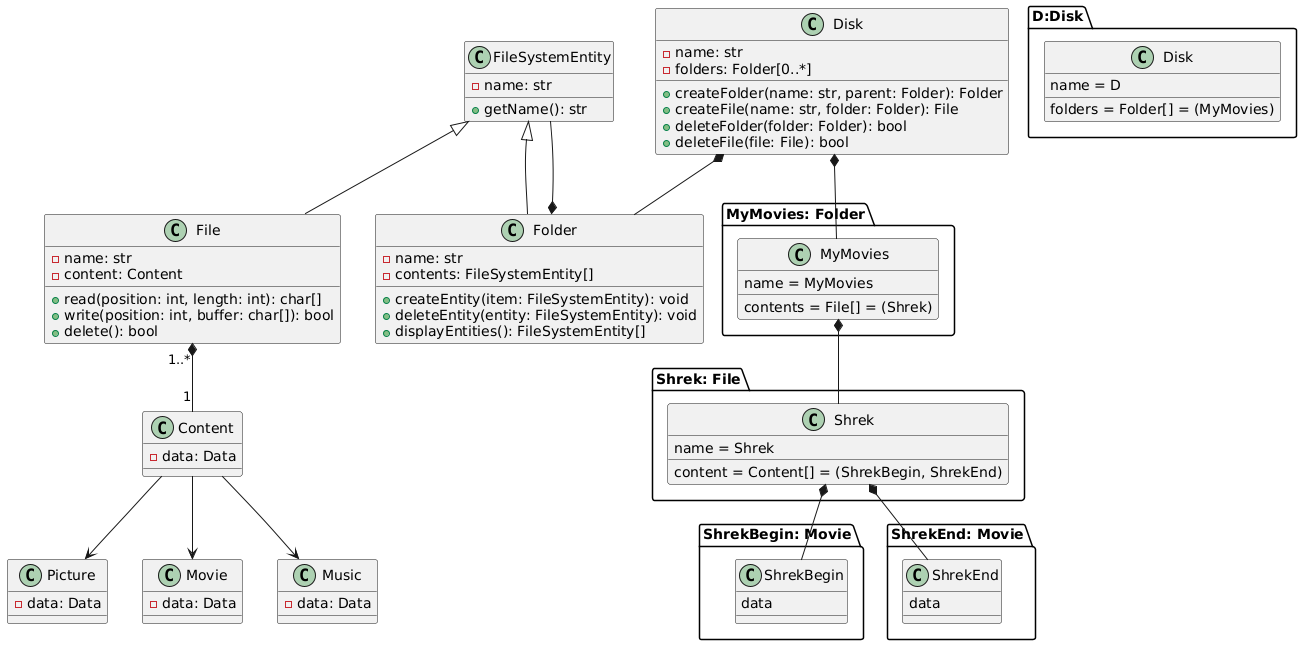 Disk
name: str
folders: Folder[0..*]
createFolder(name: str, parent: Folder): Folder
createFile(name: str, folder: Folder): File
deleteFolder(folder: Folder): bool
deleteFile(file: File): bool
D:Disk
C Disk
name = D
folders = Folder[] = (MyMovies)
C FileSystemEntity
name: str
getName(): str
C File
name: str
content: Content
read(position: int, length: int): char[]
write(position: int, buffer: char[]): bool
delete(): bool
C Folder
name: str
contents: FileSystemEntity[]
createEntity(item: FileSystemEntity): void
deleteEntity(entity: FileSystemEntity): void
displayEntities(): FileSystemEntity[]
MyMovies: Folder
C MyMovies
name = MyMovies
contents = File[] = (Shrek)
1..*
1
C Content
data: Data
Shrek: File
C Shrek
name = Shrek
content = Content[] = (ShrekBegin, ShrekEnd)
C Picture
data: Data
C Movie
data: Data
C Music
data: Data
ShrekBegin: Movie
C ShrekBegin
data
ShrekEnd: Movie
C ShrekEnd
data